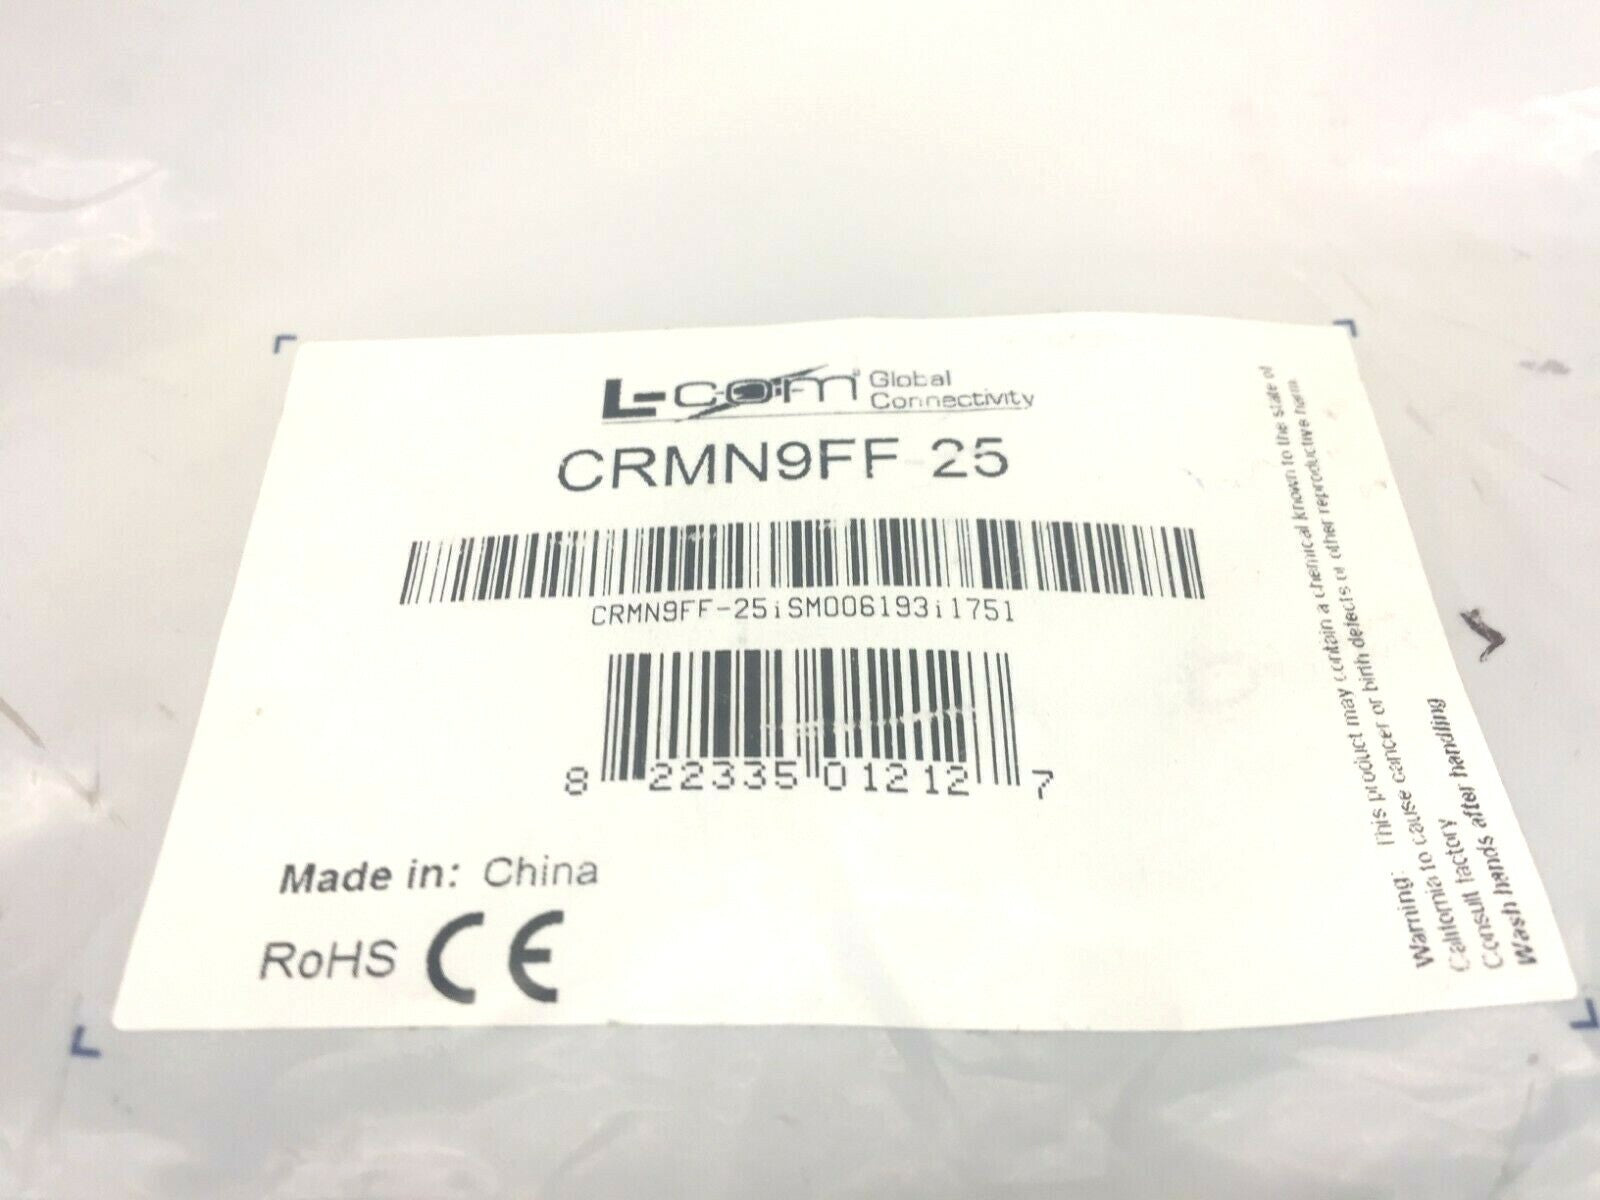 L-com® Global
Connectivity
CRMN9FF-25
CRMN9FF-25iSM006193i1751
8 22335 01212 7
Made in: China
RoHS CE
Warning: This product may contain a chemical known to the state of
California to cause cancer or birth defects or other reproductive harm.
Consult factory
Wash hands after handling